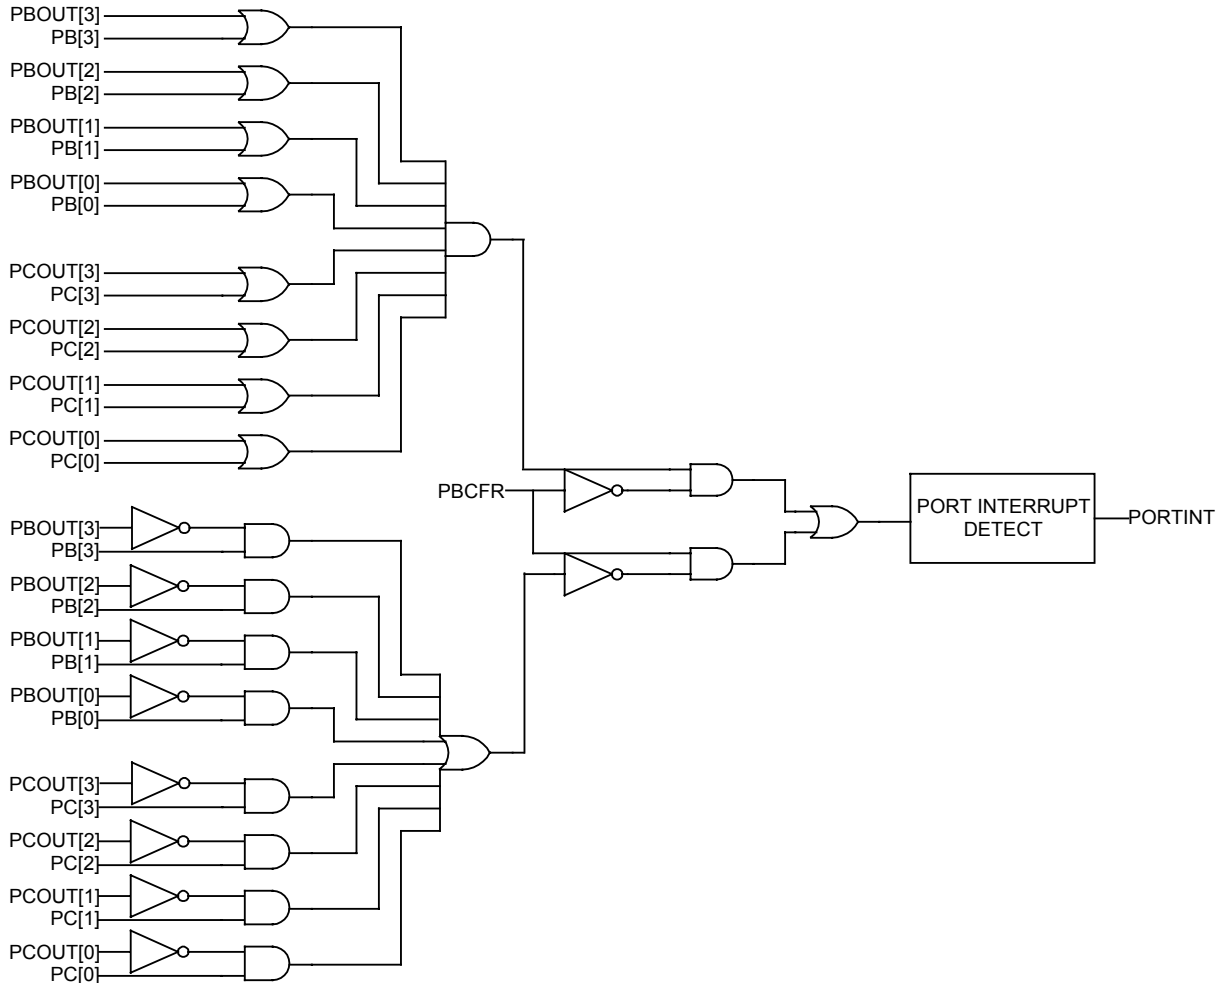 PBOUT[3]
PB[3]
PBOUT[2]
PB[2]
PBOUT[1]
PB[1]
PBOUT[0]
PB[0]
PCOUT[3]
PC[3]
PCOUT[2]
PC[2]
PCOUT[1]
PC[1]
PCOUT[0]
PC[0]
PBCFR
PORT INTERRUPT
DETECT
PORTINT
PBOUT[3]
PB[3]
PBOUT[2]
PB[2]
PBOUT[1]
PB[1]
PBOUT[0]
PB[0]
PCOUT[3]
PC[3]
PCOUT[2]
PC[2]
PCOUT[1]
PC[1]
PCOUT[0]
PC[0]